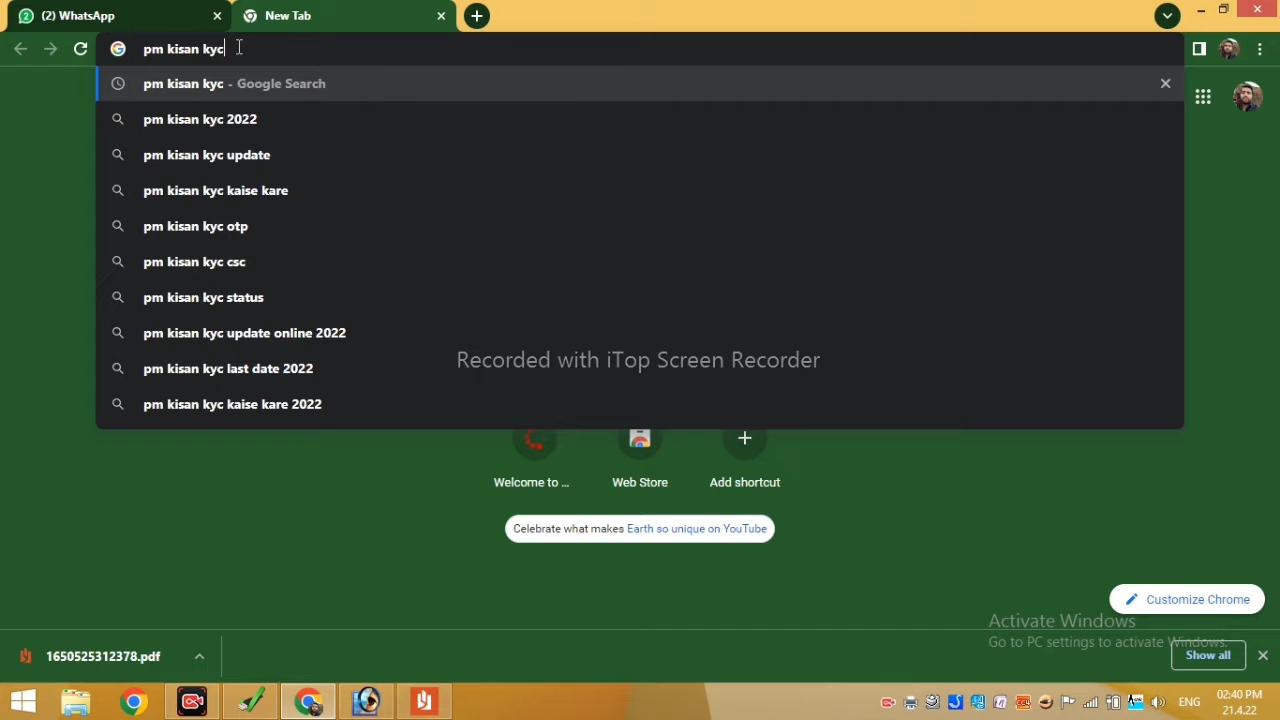 (2) WhatsApp
New Tab
pm kisan kyc
pm kisan kyc - Google Search
pm kisan kyc 2022
pm kisan kyc update
pm kisan kyc kaise kare
pm kisan kyc otp
pm kisan kyc csc
pm kisan kyc status
pm kisan kyc update online 2022
Recorded with iTop Screen Recorder
pm kisan kyc last date 2022
pm kisan kyc kaise kare 2022
Welcome to ...
Web Store
Add shortcut
Celebrate what makes Earth so unique on YouTube
Customize Chrome
Activate Windows
Go to PC settings to activate Windows.
1650525312378.pdf
Show all
ENG
02:40 PM
21.4.22